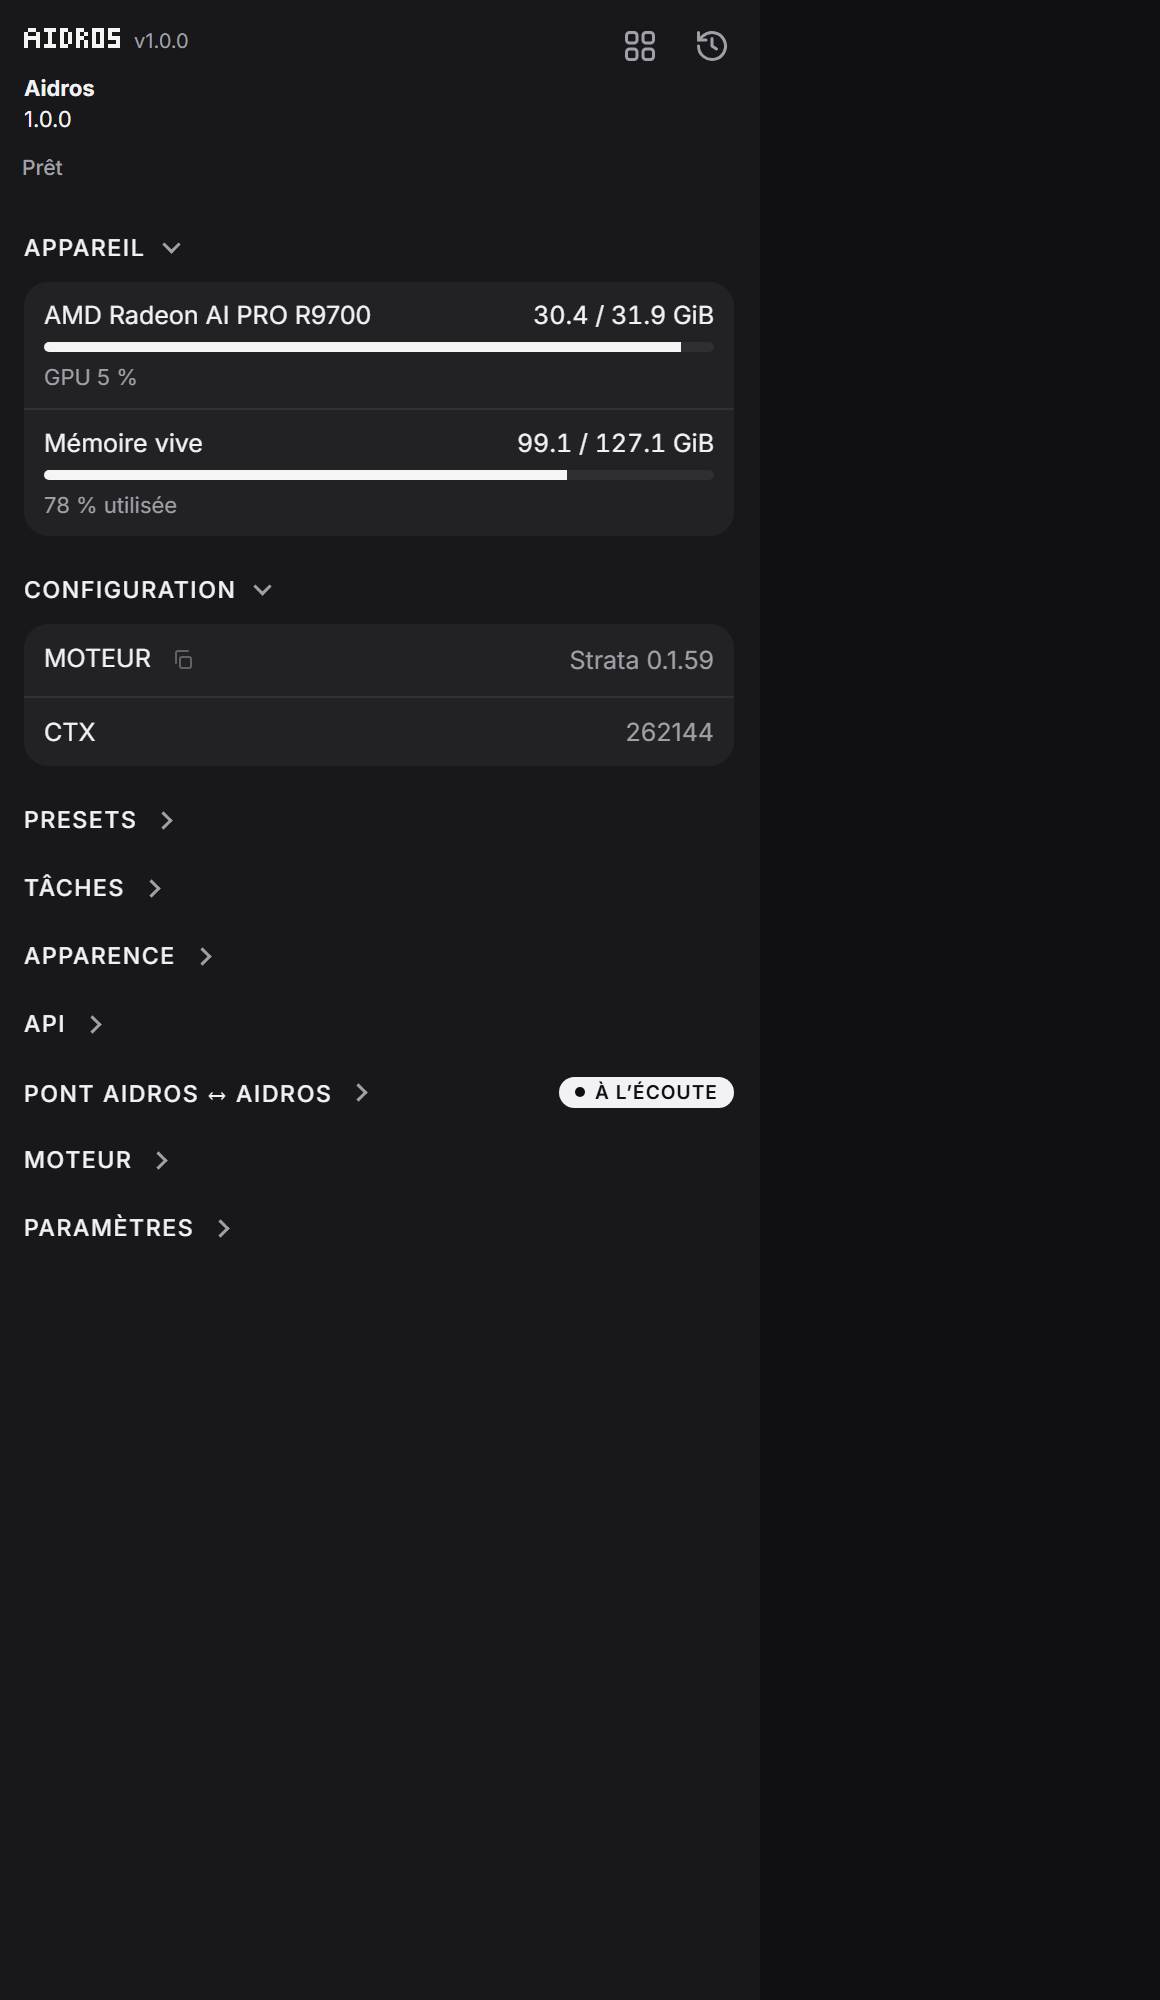 AIDROS v1.0.0
Aidros
1.0.0
Prêt
APPAREIL
AMD Radeon AI PRO R9700 30.4 / 31.9 GiB
GPU 5 %
Mémoire vive 99.1 / 127.1 GiB
78 % utilisée
CONFIGURATION
MOTEUR Strata 0.1.59
CTX 262144
PRESETS
TÂCHES
APPARENCE
API
PONT AIDROS ↔ AIDROS À L’ÉCOUTE
MOTEUR
PARAMÈTRES